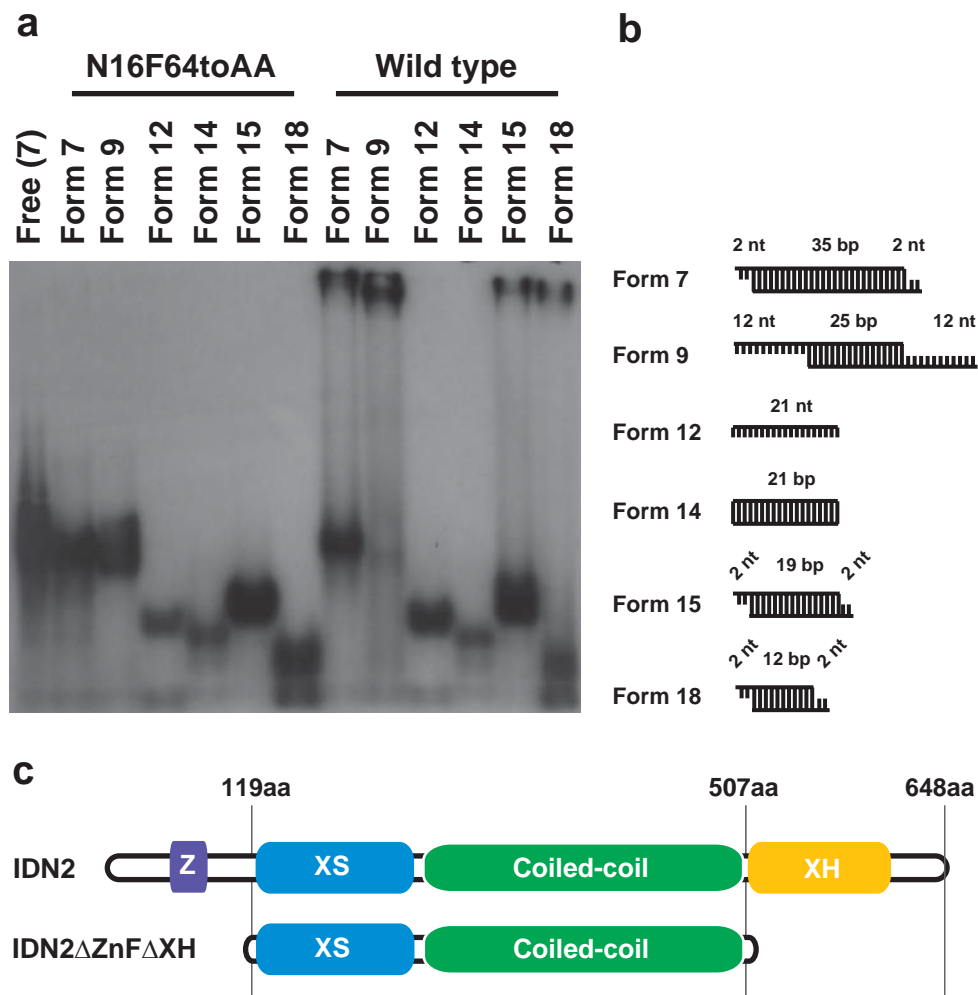 a
N16F64toAA
Wild type
Free (7)
Form 7
Form 9
Form 12
Form 14
Form 15
Form 18
Form 7
Form 9
Form 12
Form 14
Form 15
Form 18
b
2 nt 35 bp 2 nt
Form 7
12 nt 25 bp 12 nt
Form 9
21 nt
Form 12
21 bp
Form 14
2 nt 19 bp 2 nt
Form 15
2 nt 12 bp 2 nt
Form 18
c
119aa 507aa 648aa
IDN2 Z XS Coiled-coil XH
IDN2ΔZnFΔXH XS Coiled-coil